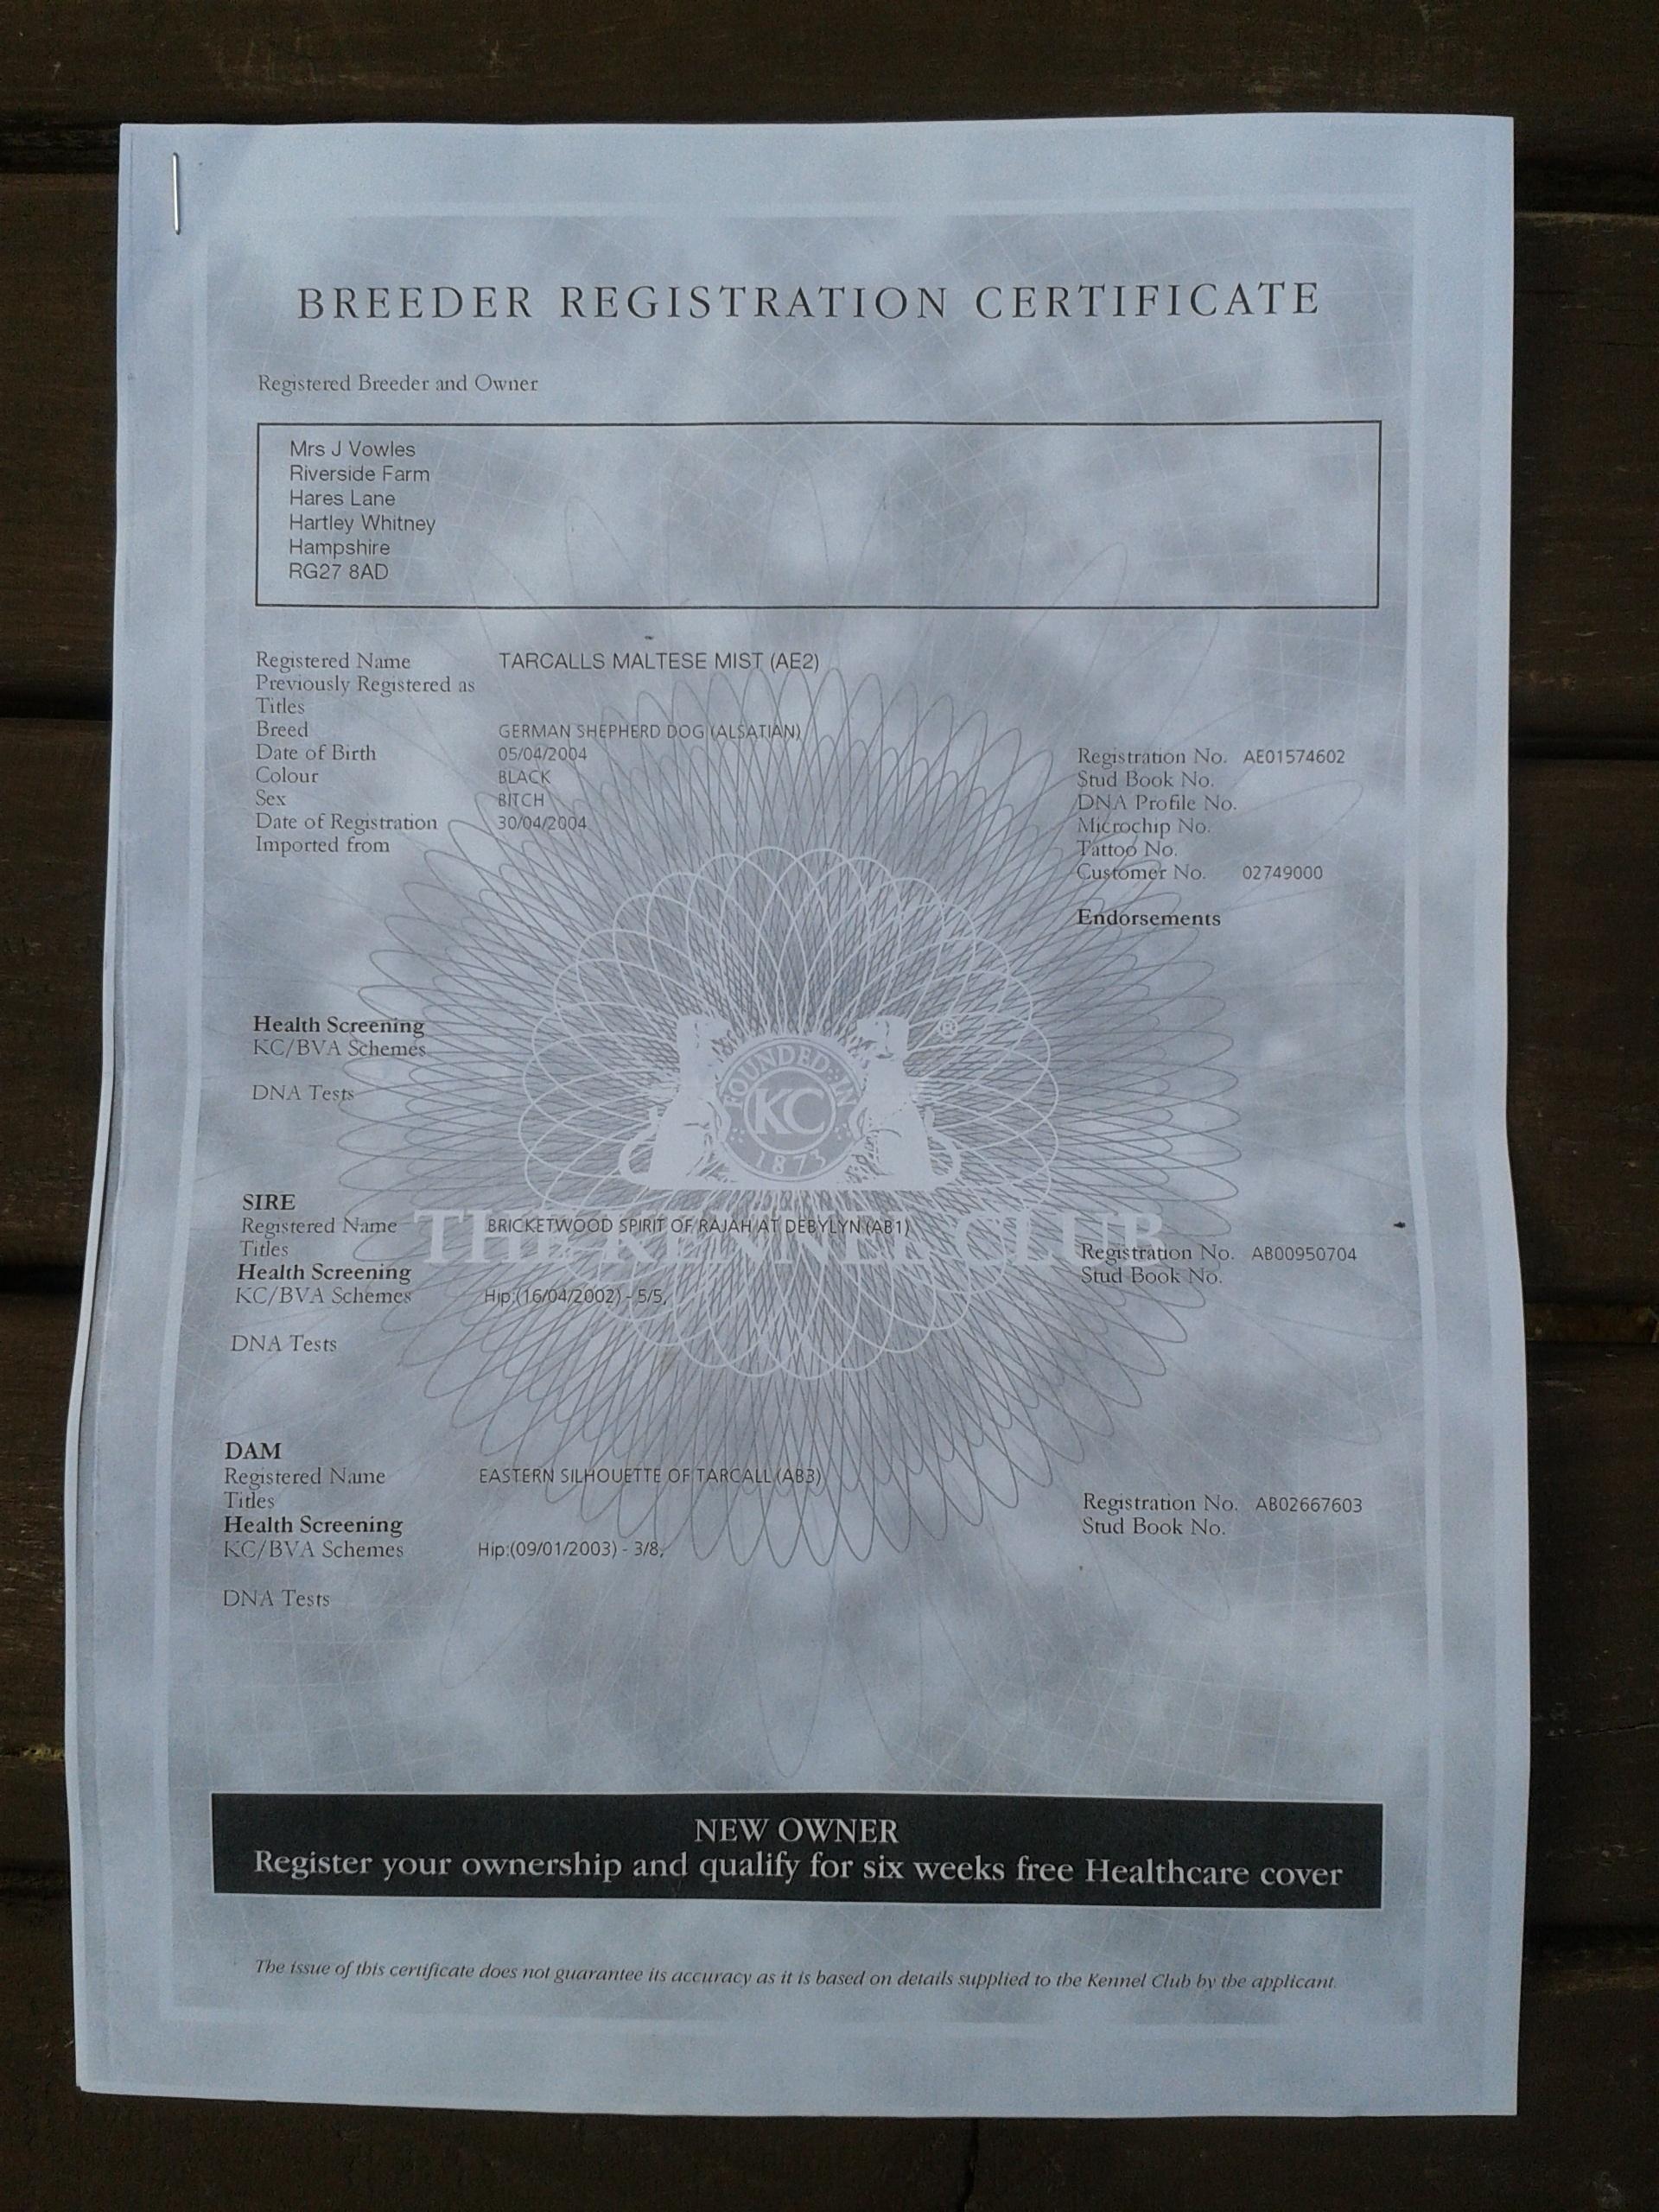 BREEDER REGISTRATION CERTIFICATE
Registered Breeder and Owner
Mrs J Vowles
Riverside Farm
Hares Lane
Hartley Whitney
Hampshire
RG27 8AD
Registered Name TARCALLS MALTESE MIST (AE2)
Previously Registered as
Titles
Breed GERMAN SHEPHERD DOG (ALSATIAN)
Date of Birth 05/04/2004 Registration No. AE01574602
Colour BLACK Stud Book No.
Sex BITCH DNA Profile No.
Date of Registration 30/04/2004 Microchip No.
Imported from Tattoo No.
Customer No. 02749000
Endorsements
Health Screening
KC/BVA Schemes
DNA Tests
®
FOUNDED IN
KC
1873
THE KENNEL CLUB
SIRE
Registered Name BRICKETWOOD SPIRIT OF RAJAH AT DEBYLYN (AB1)
Titles Registration No. AB00950704
Health Screening Stud Book No.
KC/BVA Schemes Hip:(16/04/2002) - 5/5,
DNA Tests
DAM
Registered Name EASTERN SILHOUETTE OF TARCALL (AB3)
Titles Registration No. AB02667603
Health Screening Stud Book No.
KC/BVA Schemes Hip:(09/01/2003) - 3/8,
DNA Tests
NEW OWNER
Register your ownership and qualify for six weeks free Healthcare cover
The issue of this certificate does not guarantee its accuracy as it is based on details supplied to the Kennel Club by the applicant.